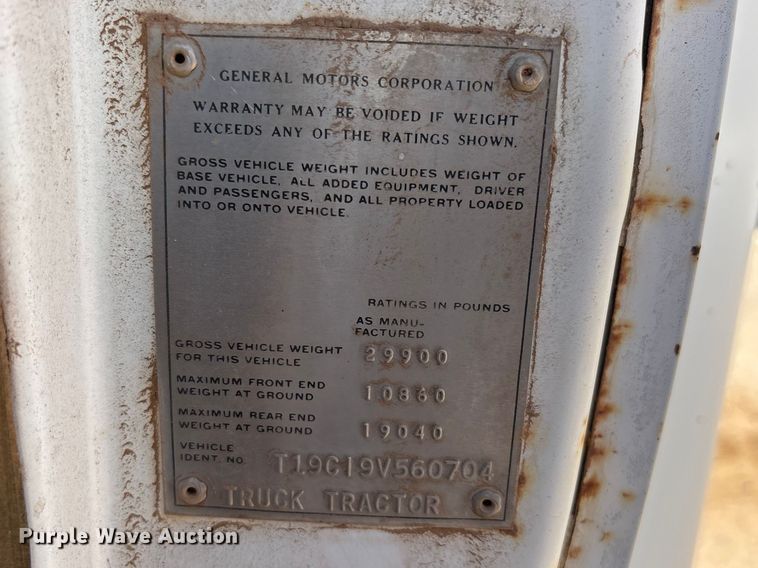 GENERAL MOTORS CORPORATION
WARRANTY MAY BE VOIDED IF WEIGHT
EXCEEDS ANY OF THE RATINGS SHOWN.
GROSS VEHICLE WEIGHT INCLUDES WEIGHT OF
BASE VEHICLE, ALL ADDED EQUIPMENT, DRIVER
AND PASSENGERS, AND ALL PROPERTY LOADED
INTO OR ONTO VEHICLE.
RATINGS IN POUNDS
AS MANU-
FACTURED
GROSS VEHICLE WEIGHT
FOR THIS VEHICLE 29900
MAXIMUM FRONT END
WEIGHT AT GROUND 10860
MAXIMUM REAR END
WEIGHT AT GROUND 19040
VEHICLE
IDENT. NO. T19C19V560704
TRUCK TRACTOR
Purple Wave Auction